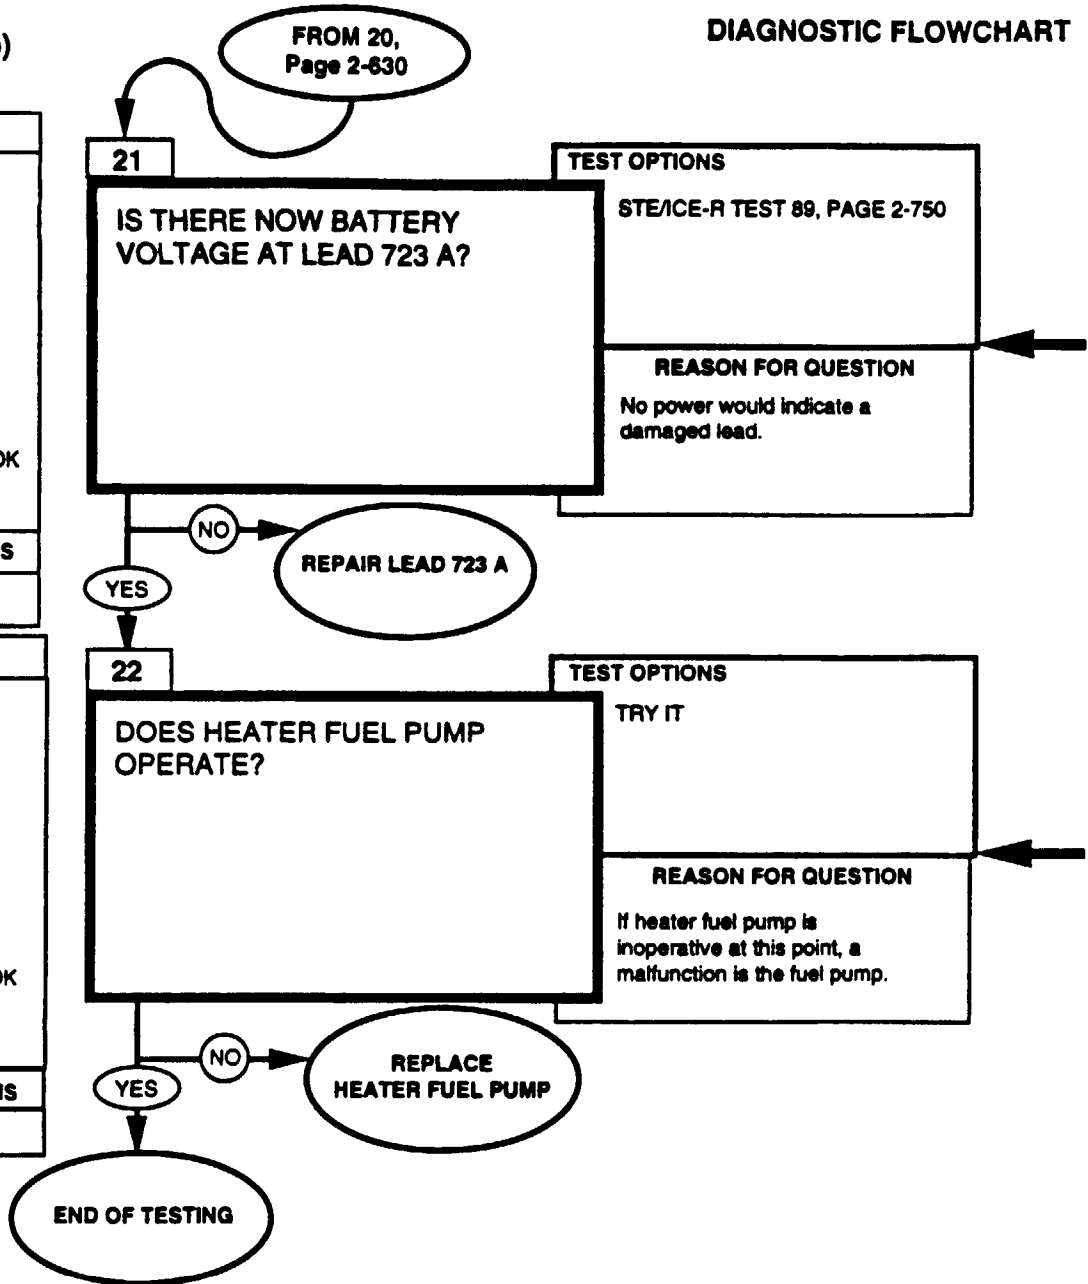 DIAGNOSTIC FLOWCHART
FROM 20,
Page 2-630
21
IS THERE NOW BATTERY
VOLTAGE AT LEAD 723 A?
TEST OPTIONS
STE/ICE-R TEST 89, PAGE 2-750
REASON FOR QUESTION
No power would indicate a
damaged lead.
NO
REPAIR LEAD 723 A
YES
22
DOES HEATER FUEL PUMP
OPERATE?
TEST OPTIONS
TRY IT
REASON FOR QUESTION
If heater fuel pump is
inoperative at this point, a
malfunction is the fuel pump.
NO
REPLACE
HEATER FUEL PUMP
YES
END OF TESTING